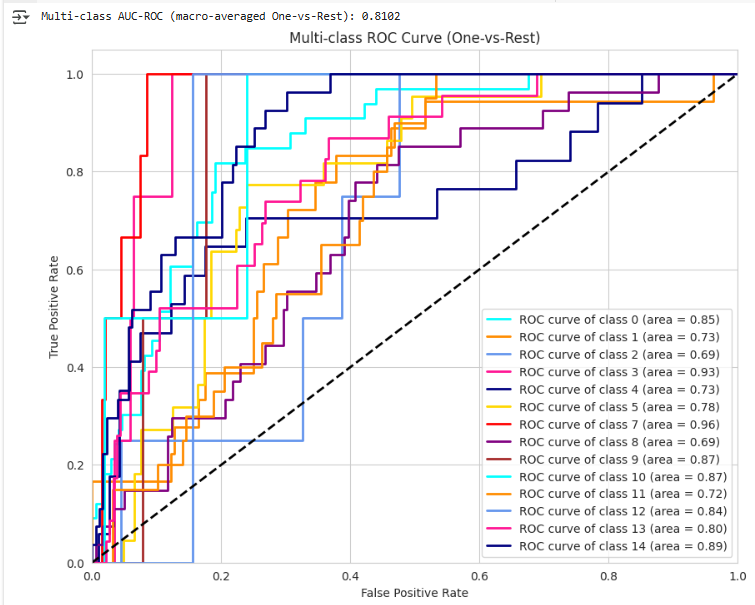 Multi-class AUC-ROC (macro-averaged One-vs-Rest): 0.8102
Multi-class ROC Curve (One-vs-Rest)
1.0
0.8
0.6
0.4
0.2
0.0
True Positive Rate
ROC curve of class 0 (area = 0.85)
ROC curve of class 1 (area = 0.73)
ROC curve of class 2 (area = 0.69)
ROC curve of class 3 (area = 0.93)
ROC curve of class 4 (area = 0.73)
ROC curve of class 5 (area = 0.78)
ROC curve of class 7 (area = 0.96)
ROC curve of class 8 (area = 0.69)
ROC curve of class 9 (area = 0.87)
ROC curve of class 10 (area = 0.87)
ROC curve of class 11 (area = 0.72)
ROC curve of class 12 (area = 0.84)
ROC curve of class 13 (area = 0.80)
ROC curve of class 14 (area = 0.89)
0.0 0.2 0.4 0.6 0.8 1.0
False Positive Rate